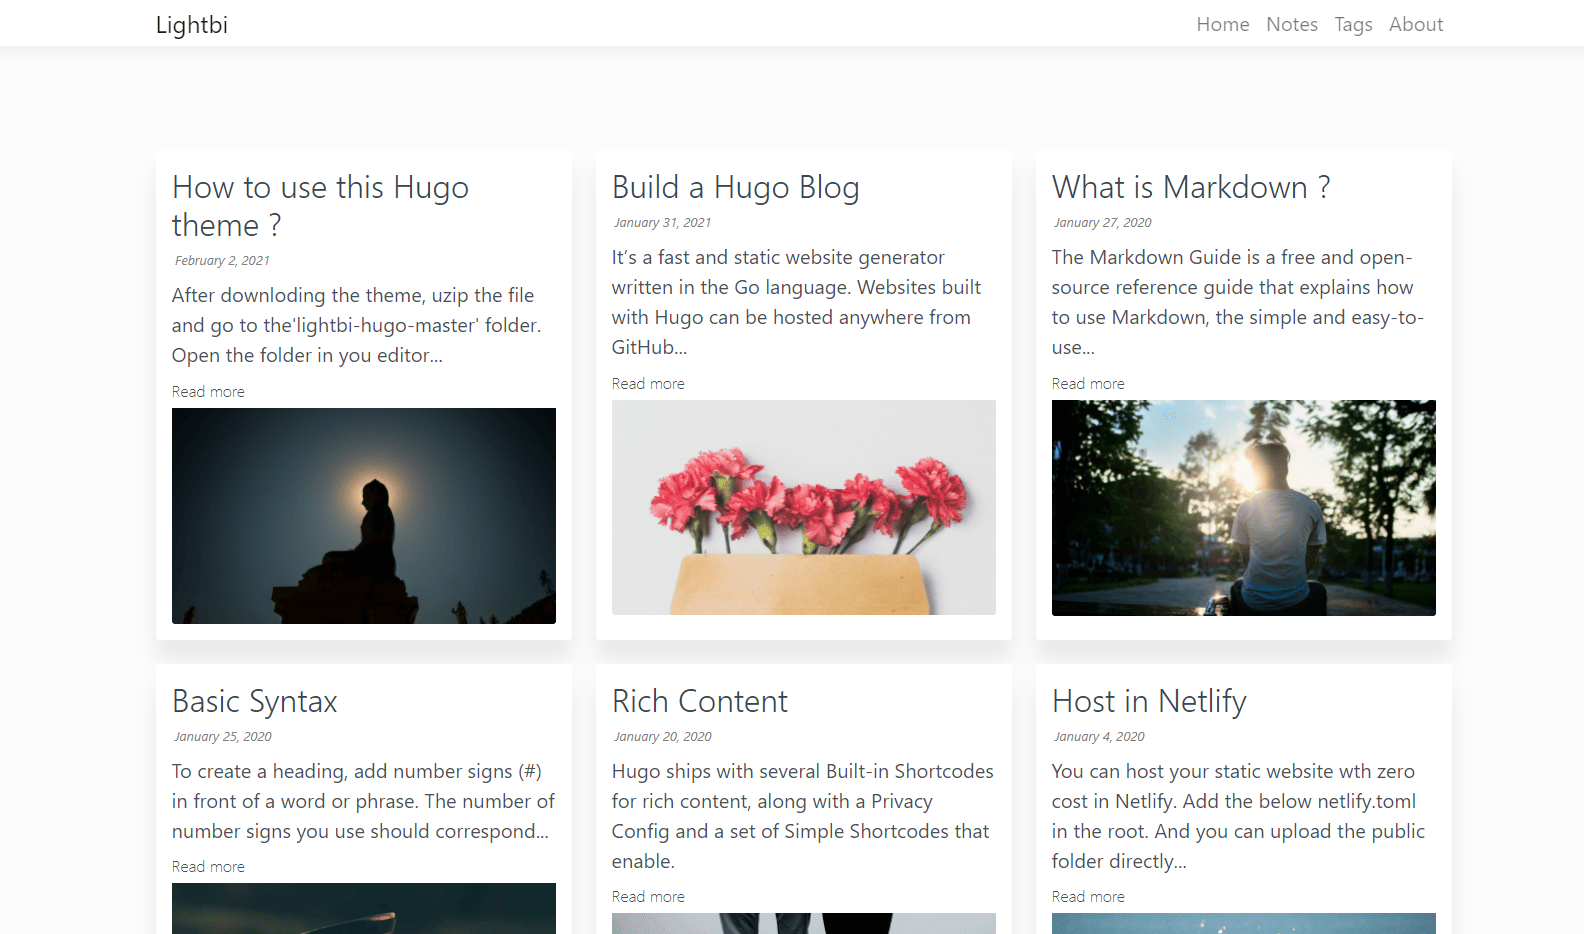 Lightbi
Home Notes Tags About
How to use this Hugo
theme ?
February 2, 2021
After downloding the theme, uzip the file
and go to the'lightbi-hugo-master' folder.
Open the folder in you editor...
Read more
Build a Hugo Blog
January 31, 2021
It’s a fast and static website generator
written in the Go language. Websites built
with Hugo can be hosted anywhere from
GitHub...
Read more
What is Markdown ?
January 27, 2020
The Markdown Guide is a free and open-
source reference guide that explains how
to use Markdown, the simple and easy-to-
use...
Read more
Basic Syntax
January 25, 2020
To create a heading, add number signs (#)
in front of a word or phrase. The number of
number signs you use should correspond...
Read more
Rich Content
January 20, 2020
Hugo ships with several Built-in Shortcodes
for rich content, along with a Privacy
Config and a set of Simple Shortcodes that
enable.
Read more
Host in Netlify
January 4, 2020
You can host your static website wth zero
cost in Netlify. Add the below netlify.toml
in the root. And you can upload the public
folder directly...
Read more